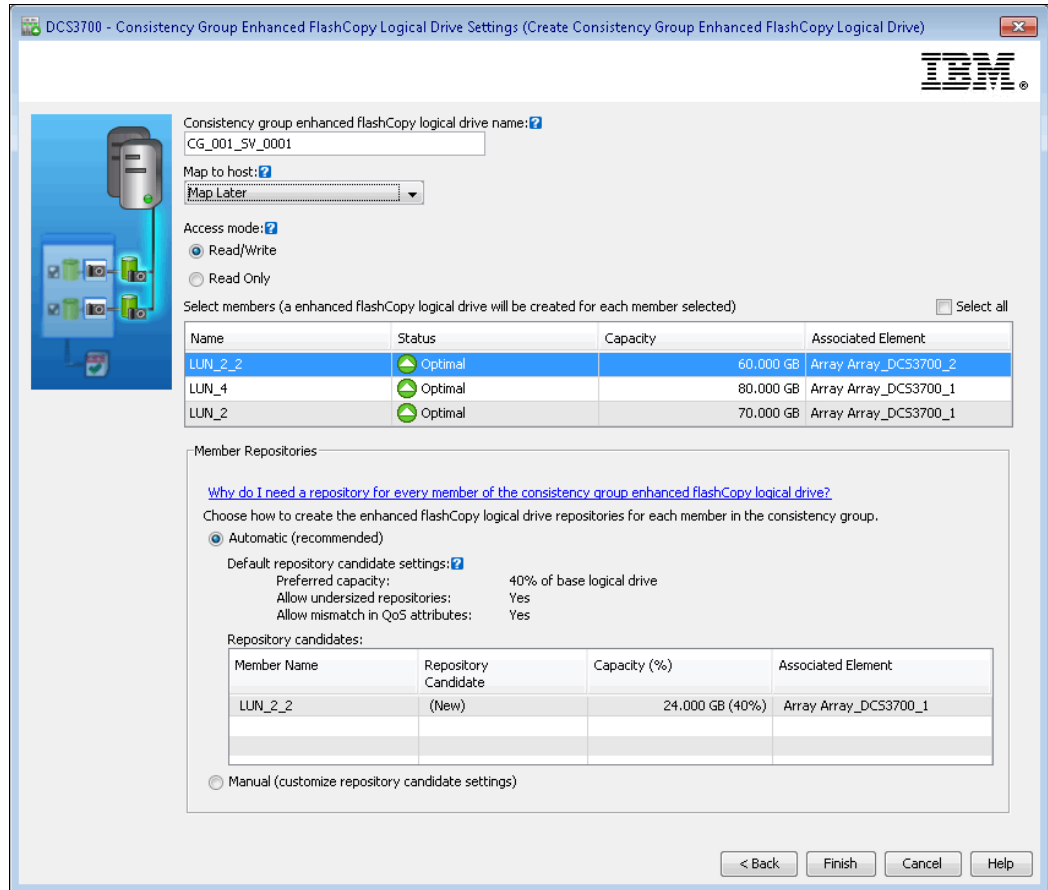 DCS3700 - Consistency Group Enhanced FlashCopy Logical Drive Settings (Create Consistency Group Enhanced FlashCopy Logical Drive)
IBM®
Consistency group enhanced flashCopy logical drive name:?
CG_001_SV_0001
Map to host:?
Map Later
Access mode:?
Read/Write
Read Only
Select members (a enhanced flashCopy logical drive will be created for each member selected) Select all
Name Status Capacity Associated Element
LUN_2_2 Optimal 60.000 GB Array Array_DCS3700_2
LUN_4 Optimal 80.000 GB Array Array_DCS3700_1
LUN_2 Optimal 70.000 GB Array Array_DCS3700_1
Member Repositories
Why do I need a repository for every member of the consistency group enhanced flashCopy logical drive?
Choose how to create the enhanced flashCopy logical drive repositories for each member in the consistency group.
Automatic (recommended)
Default repository candidate settings:?
Preferred capacity: 40% of base logical drive
Allow undersized repositories: Yes
Allow mismatch in QoS attributes: Yes
Repository candidates:
Member Name Repository Candidate Capacity (%) Associated Element
LUN_2_2 (New) 24.000 GB (40%) Array Array_DCS3700_1
Manual (customize repository candidate settings)
< Back Finish Cancel Help